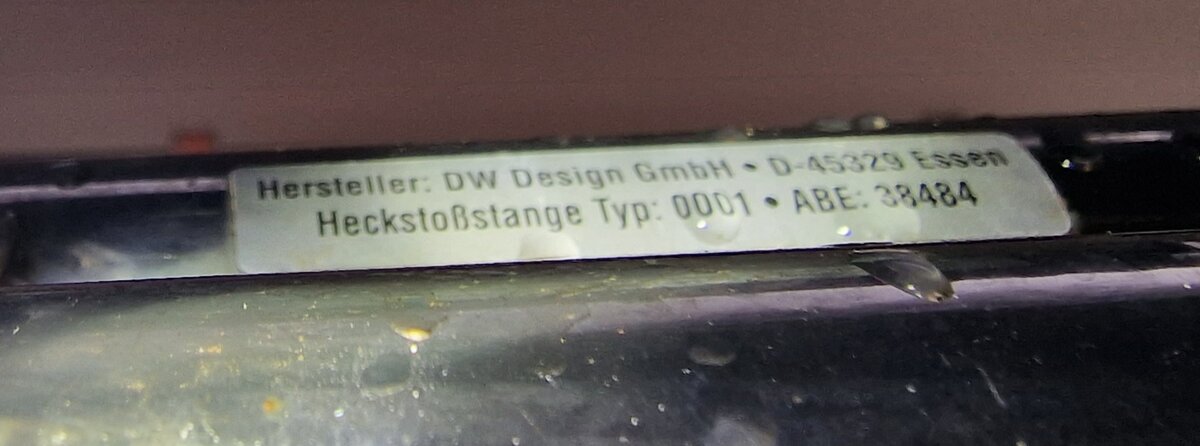 Hersteller: DW Design GmbH • D-45329 Essen
Heckstoßstange Typ: 0001 • ABE: 38484